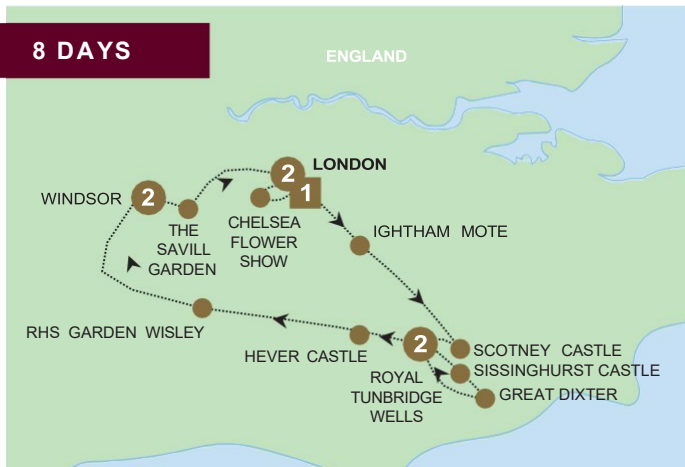 8 DAYS
ENGLAND
2
LONDON
1
WINDSOR
2
THE
SAVILL
GARDEN
CHELSEA
FLOWER
SHOW
IGHTHAM MOTE
RHS GARDEN WISLEY
HEVER CASTLE
2
ROYAL
TUNBRIDGE
WELLS
SCOTNEY CASTLE
SISSINGHURST CASTLE
GREAT DIXTER